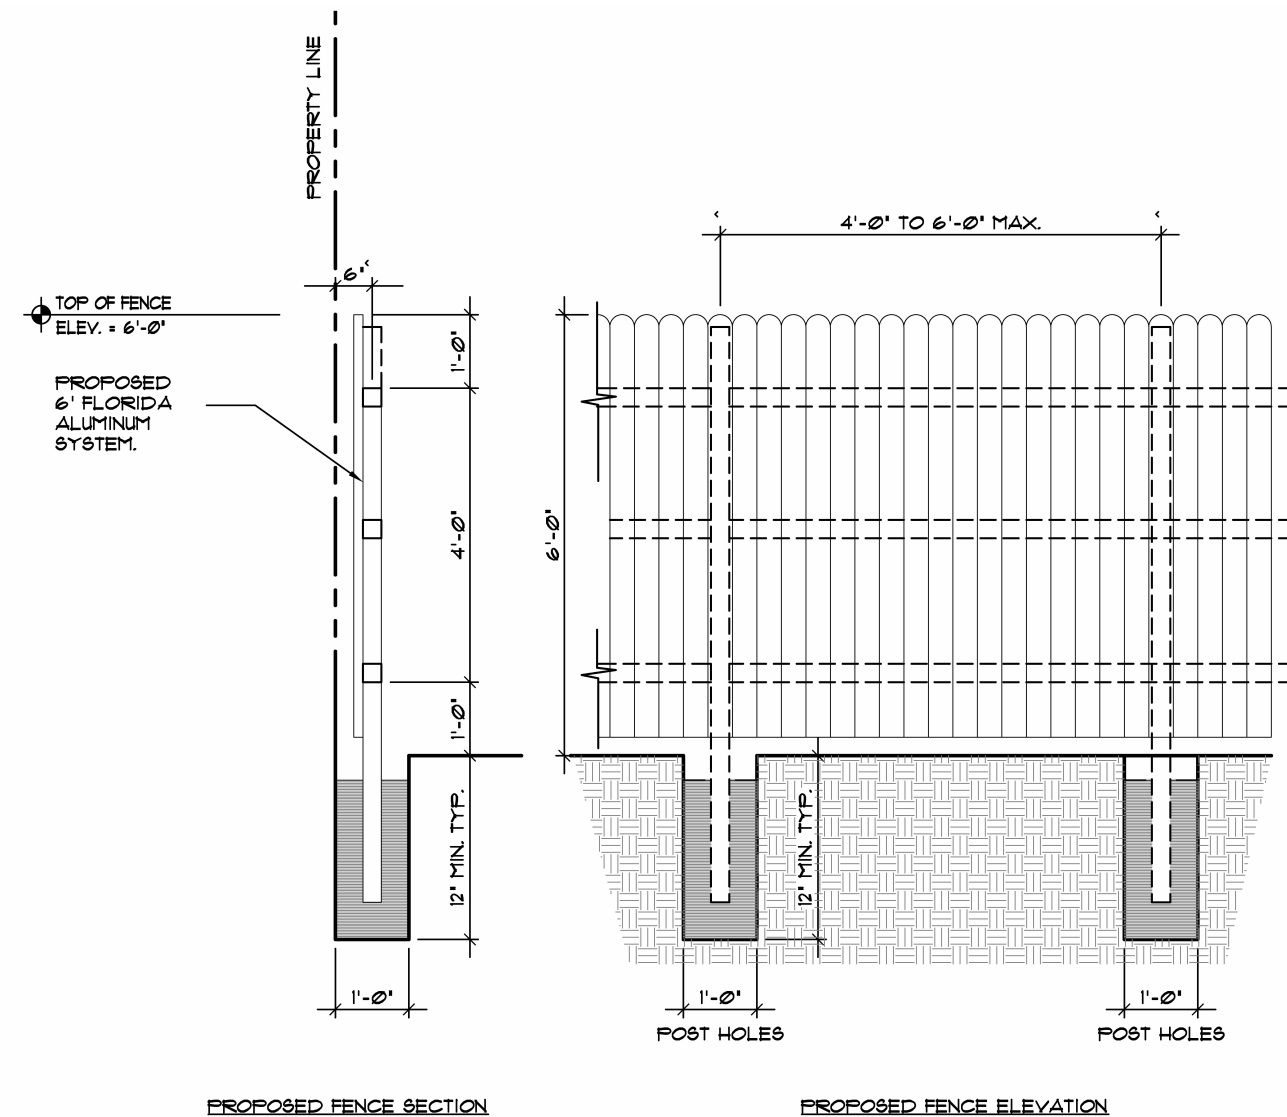 PROPERTY LINE
4'-0" TO 6'-0" MAX.
6"
TOP OF FENCE
ELEV. = 6'-0"
1'-0"
PROPOSED
6' FLORIDA
ALUMINUM
SYSTEM.
4'-0"
6'-0"
1'-0"
12" MIN. TYP.
12" MIN. TYP.
1'-0"
1'-0"
1'-0"
POST HOLES
POST HOLES
PROPOSED FENCE SECTION
PROPOSED FENCE ELEVATION